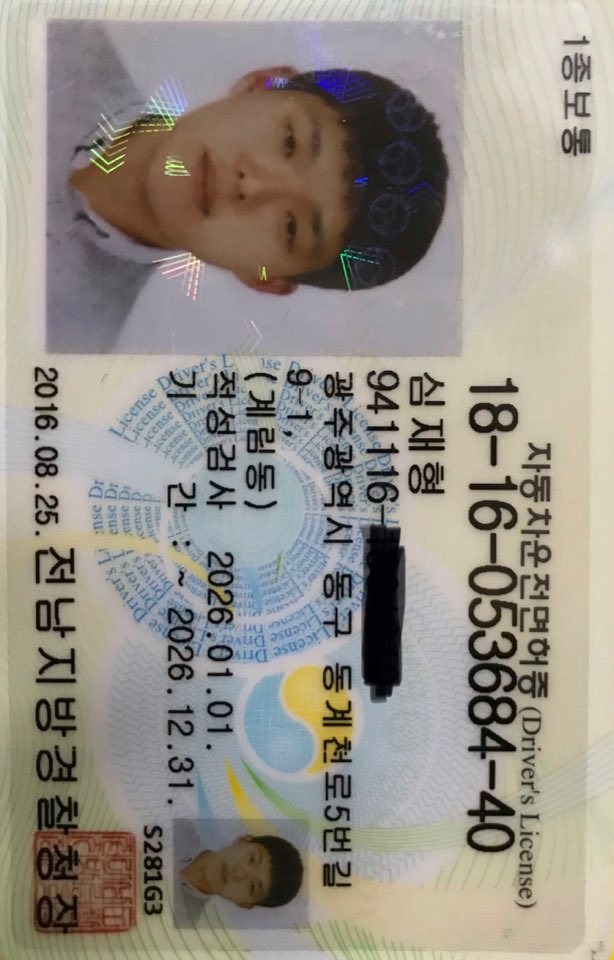 1종보통
자동차운전면허증 (Driver's License)
18-16-053684-40
심재형
941116-
광주광역시 동구 동계천로5번길
9-1,
(계림동)
적성검사 2026.01.01.
기 간 : ~ 2026.12.31.
S281G3
2016.08.25. 전남지방경찰청장